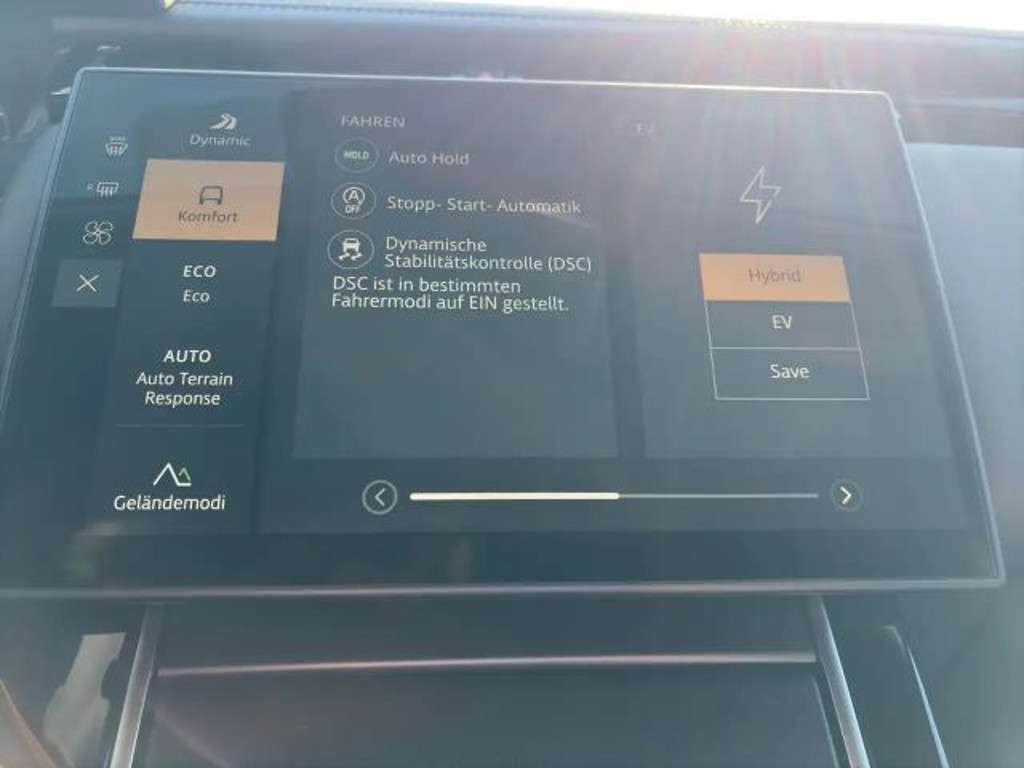 Dynamic
Komfort
ECO
Eco
AUTO
Auto Terrain
Response
Geländemodi
FAHREN
HOLD
Auto Hold
A
OFF
Stopp- Start- Automatik
Dynamische
Stabilitätskontrolle (DSC)
DSC ist in bestimmten
Fahrermodi auf EIN gestellt.
EV
Hybrid
EV
Save
R